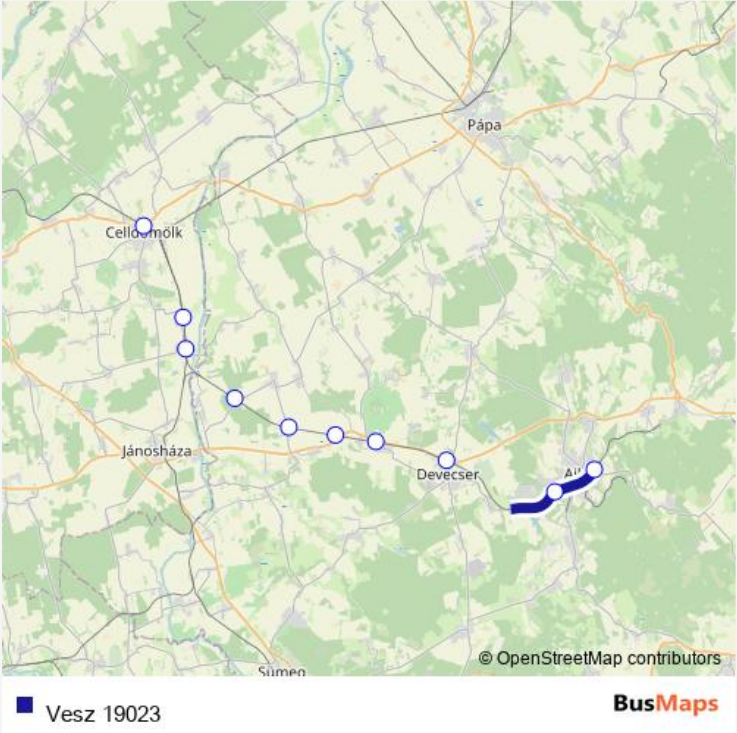 Pápa
Celldömölk
Jánosháza
Devecser
Sümeg
© OpenStreetMap contributors
Vesz 19023
BusMaps